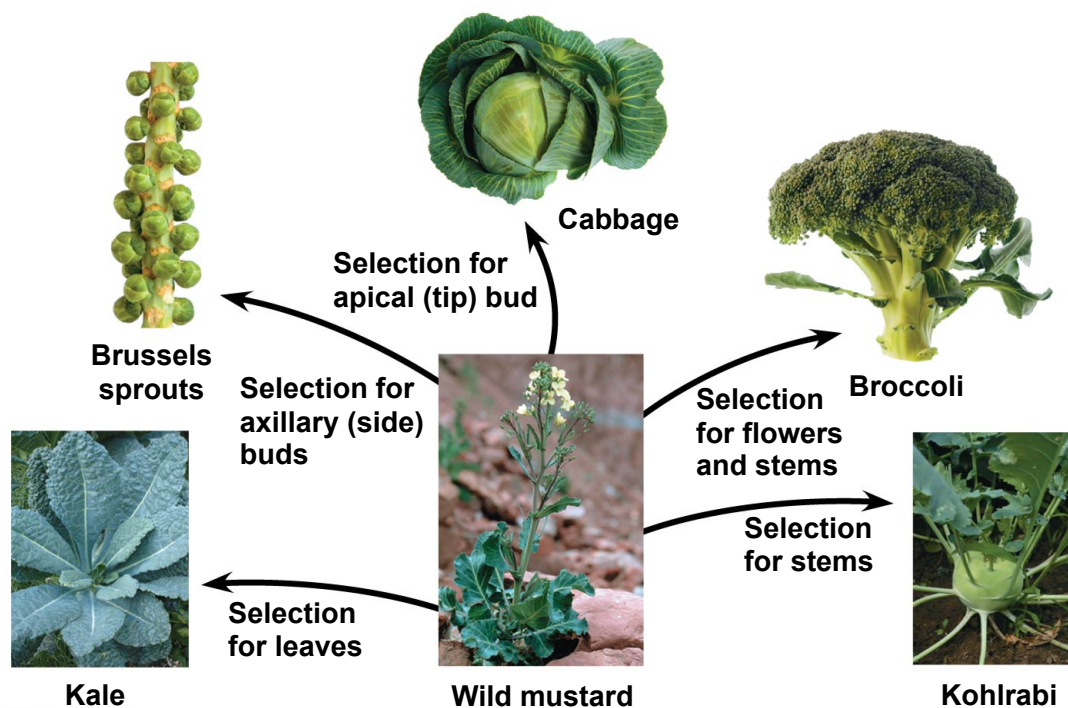 Cabbage
Selection for
apical (tip) bud
Brussels
sprouts
Selection for
axillary (side)
buds
Broccoli
Selection
for flowers
and stems
Selection
for stems
Selection
for leaves
Kale
Wild mustard
Kohlrabi